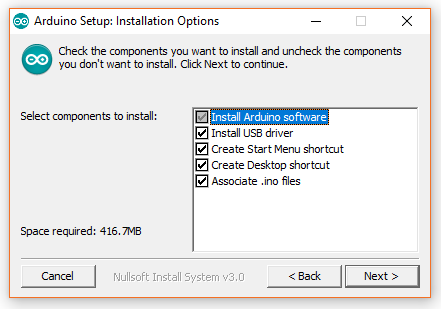 Arduino Setup: Installation Options
Check the components you want to install and uncheck the components
you don't want to install. Click Next to continue.
Select components to install:
Install Arduino software
Install USB driver
Create Start Menu shortcut
Create Desktop shortcut
Associate .ino files
Space required: 416.7MB
Cancel
Nullsoft Install System v3.0
< Back
Next >